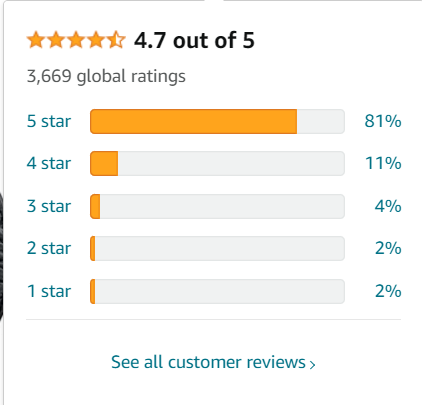 4.7 out of 5
3,669 global ratings
5 star 81%
4 star 11%
3 star 4%
2 star 2%
1 star 2%
See all customer reviews ›